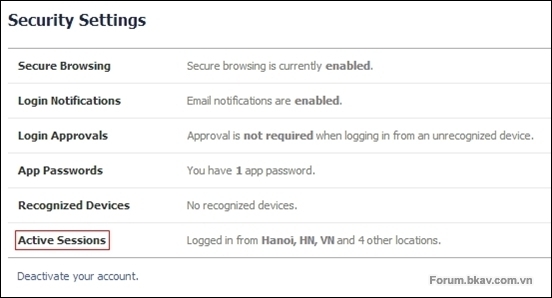 Security Settings
Secure Browsing Secure browsing is currently enabled.
Login Notifications Email notifications are enabled.
Login Approvals Approval is not required when logging in from an unrecognized device.
App Passwords You have 1 app password.
Recognized Devices No recognized devices.
Active Sessions Logged in from Hanoi, HN, VN and 4 other locations.
Deactivate your account.
Forum.bkav.com.vn